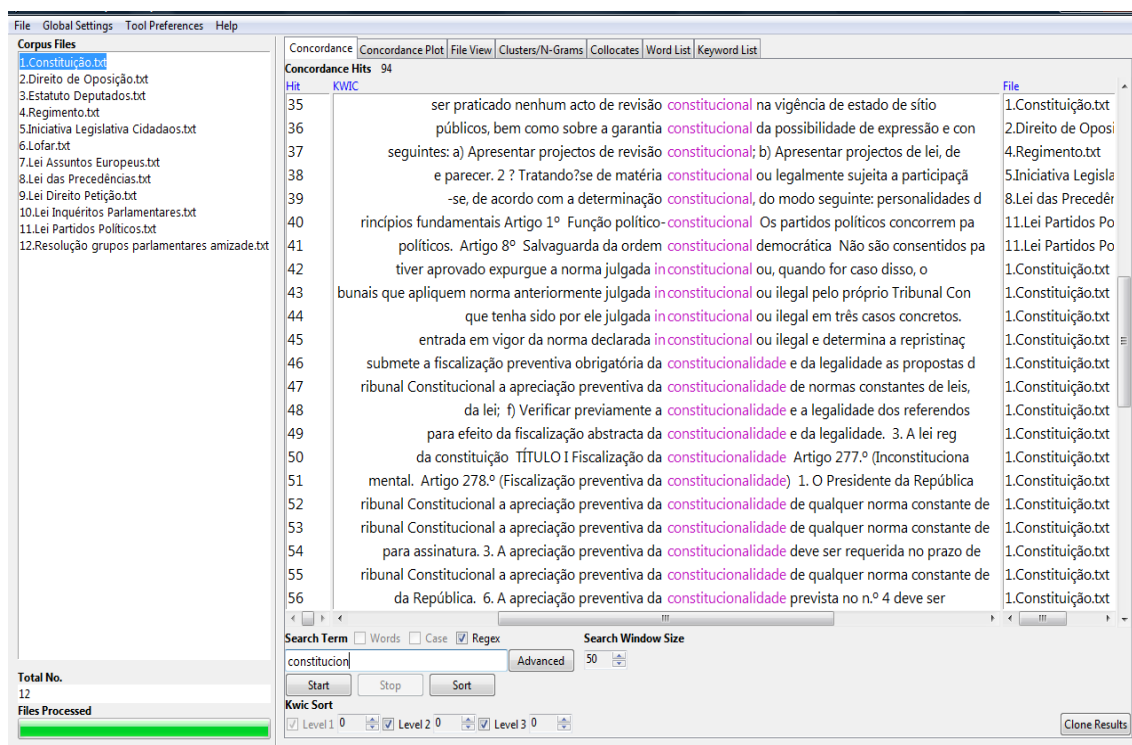 File Global Settings Tool Preferences Help
Corpus Files
1.Constituição.txt
2.Direito de Oposição.txt
3.Estatuto Deputados.txt
4.Regimento.txt
5.Iniciativa Legislativa Cidadaos.txt
6.Lofar.txt
7.Lei Assuntos Europeus.txt
8.Lei das Precedências.txt
9.Lei Direito Petição.txt
10.Lei Inquéritos Parlamentares.txt
11.Lei Partidos Políticos.txt
12.Resolução grupos parlamentares amizade.txt
Total No.
12
Files Processed
Concordance Concordance Plot File View Clusters/N-Grams Collocates Word List Keyword List
Concordance Hits 94
Hit KWIC File
35 ser praticado nenhum acto de revisão constitucional na vigência de estado de sítio 1.Constituição.txt
36 públicos, bem como sobre a garantia constitucional da possibilidade de expressão e con 2.Direito de Oposi
37 seguintes: a) Apresentar projectos de revisão constitucional; b) Apresentar projectos de lei, de 4.Regimento.txt
38 e parecer. 2 ? Tratando?se de matéria constitucional ou legalmente sujeita a participaçã 5.Iniciativa Legisla
39 -se, de acordo com a determinação constitucional, do modo seguinte: personalidades d 8.Lei das Precedêr
40 rincípios fundamentais Artigo 1º Função político-constitucional Os partidos políticos concorrem pa 11.Lei Partidos Po
41 políticos. Artigo 8º Salvaguarda da ordem constitucional democrática Não são consentidos pa 11.Lei Partidos Po
42 tiver aprovado expurgue a norma julgada inconstitucional ou, quando for caso disso, o 1.Constituição.txt
43 bunais que apliquem norma anteriormente julgada inconstitucional ou ilegal pelo próprio Tribunal Con 1.Constituição.txt
44 que tenha sido por ele julgada inconstitucional ou ilegal em três casos concretos. 1.Constituição.txt
45 entrada em vigor da norma declarada inconstitucional ou ilegal e determina a repristinaç 1.Constituição.txt
46 submete a fiscalização preventiva obrigatória da constitucionalidade e da legalidade as propostas d 1.Constituição.txt
47 ribunal Constitucional a apreciação preventiva da constitucionalidade de normas constantes de leis, 1.Constituição.txt
48 da lei; f) Verificar previamente a constitucionalidade e a legalidade dos referendos 1.Constituição.txt
49 para efeito da fiscalização abstracta da constitucionalidade e da legalidade. 3. A lei reg 1.Constituição.txt
50 da constituição TÍTULO I Fiscalização da constitucionalidade Artigo 277.º (Inconstituciona 1.Constituição.txt
51 mental. Artigo 278.º (Fiscalização preventiva da constitucionalidade) 1. O Presidente da República 1.Constituição.txt
52 ribunal Constitucional a apreciação preventiva da constitucionalidade de qualquer norma constante de 1.Constituição.txt
53 ribunal Constitucional a apreciação preventiva da constitucionalidade de qualquer norma constante de 1.Constituição.txt
54 para assinatura. 3. A apreciação preventiva da constitucionalidade deve ser requerida no prazo de 1.Constituição.txt
55 ribunal Constitucional a apreciação preventiva da constitucionalidade de qualquer norma constante de 1.Constituição.txt
56 da República. 6. A apreciação preventiva da constitucionalidade prevista no n.º 4 deve ser 1.Constituição.txt
Search Term Words Case Regex Search Window Size
constitucion Advanced 50
Start Stop Sort
Kwic Sort
Level 1 0 Level 2 0 Level 3 0 Clone Results